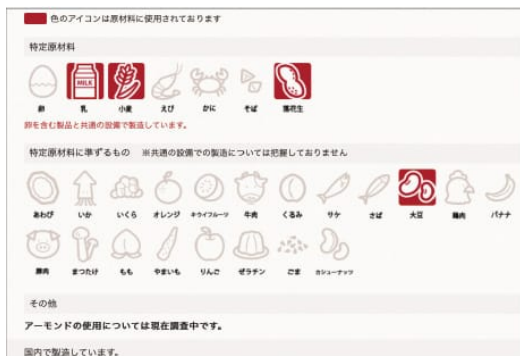 色のアイコンは原材料に使用されております
特定原材料
MILK
卵 乳 小麦 えび かに そば 落花生
卵を含む製品と共通の設備で製造しています。
特定原材料に準ずるもの ※共通の設備での製造については把握しておりません
あわび いか いくら オレンジ キウイフルーツ 牛肉 くるみ サケ さば 大豆 鶏肉 バナナ
豚肉 まつたけ もも やまいも りんご ゼラチン ごま カシューナッツ
その他
アーモンドの使用については現在調査中です。
国内で製造しています。